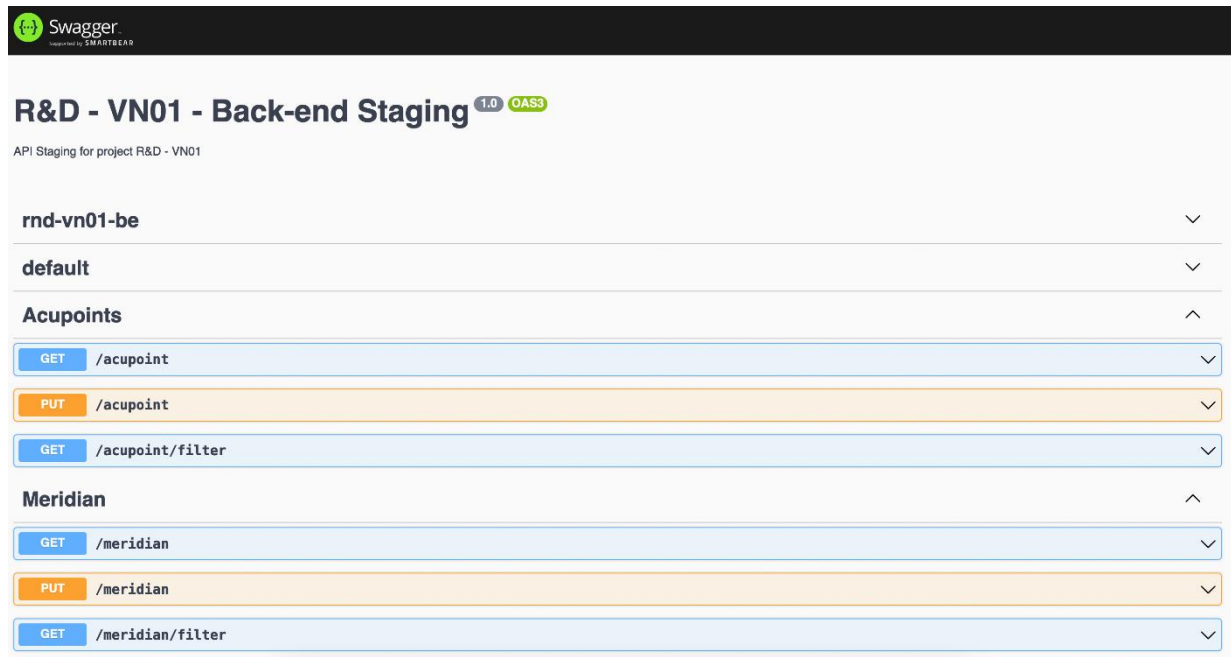 {···} Swagger.
Supported by SMARTBEAR
R&D - VN01 - Back-end Staging 1.0 OAS3
API Staging for project R&D - VN01
rnd-vn01-be
default
Acupoints
GET /acupoint
PUT /acupoint
GET /acupoint/filter
Meridian
GET /meridian
PUT /meridian
GET /meridian/filter